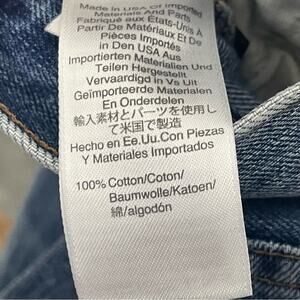 Made in USA Of Imported
Materials And Parts
Fabriqué aux États-Unis À
Partir De Matériaux Et De
Pièces Importés
in Den USA Aus
Importierten Materialien Und
Teilen Hergestellt
Vervaardigd in Vs Uit
Geïmporteerde Materialen
En Onderdelen
輸入素材とパーツを使用し
て米国で製造
Hecho en Ee.Uu.Con Piezas
Y Materiales Importados
100% Cotton/Coton/
Baumwolle/Katoen/
綿/algodón